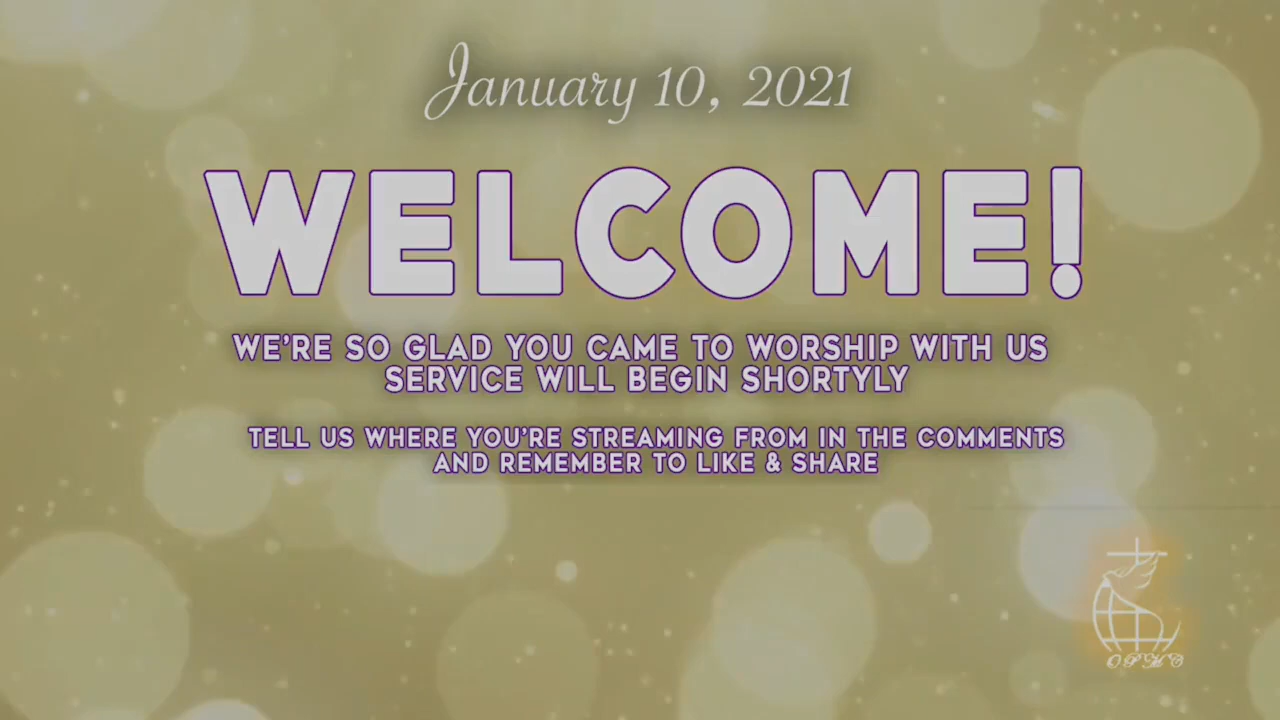 January 10, 2021
WELCOME!
WE'RE SO GLAD YOU CAME TO WORSHIP WITH US
SERVICE WILL BEGIN SHORTYLY
TELL US WHERE YOU'RE STREAMING FROM IN THE COMMENTS
AND REMEMBER TO LIKE & SHARE